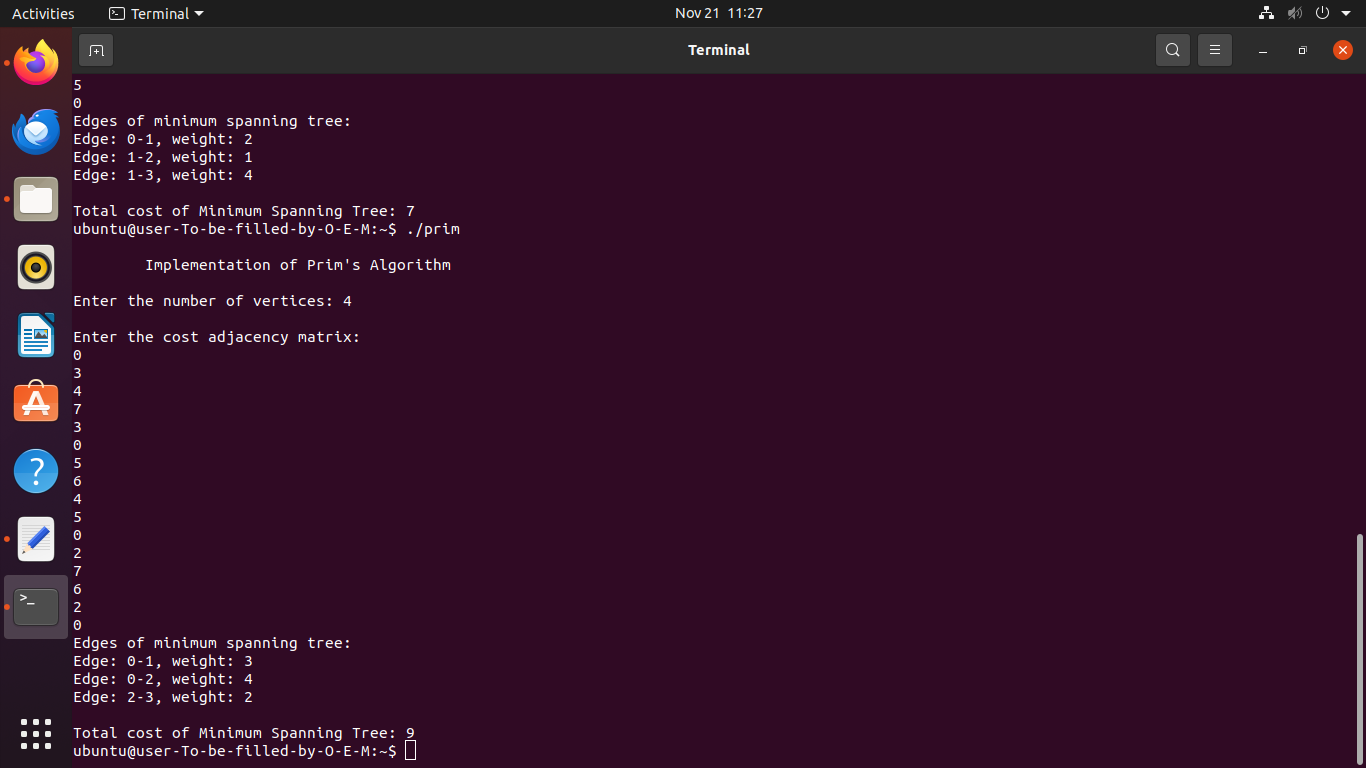 Activities
Terminal
Nov 21 11:27
Terminal
5
0
Edges of minimum spanning tree:
Edge: 0-1, weight: 2
Edge: 1-2, weight: 1
Edge: 1-3, weight: 4
Total cost of Minimum Spanning Tree: 7
ubuntu@user-To-be-filled-by-O-E-M:~$ ./prim
Implementation of Prim's Algorithm
Enter the number of vertices: 4
Enter the cost adjacency matrix:
0
3
4
7
3
0
5
6
4
5
0
2
7
6
2
0
Edges of minimum spanning tree:
Edge: 0-1, weight: 3
Edge: 0-2, weight: 4
Edge: 2-3, weight: 2
Total cost of Minimum Spanning Tree: 9
ubuntu@user-To-be-filled-by-O-E-M:~$